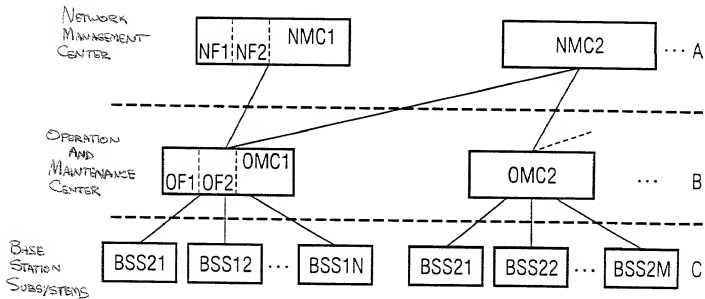 NETWORK
MANAGEMENT
CENTER
NF1 NF2 NMC1
NMC2
... A
OPERATION
AND
MAINTENANCE
CENTER
OF1 OF2 OMC1
OMC2
... B
BASE
STATION
SUBSYSTEMS
BSS21 BSS12 ... BSS1N
BSS21 BSS22 ... BSS2M
C